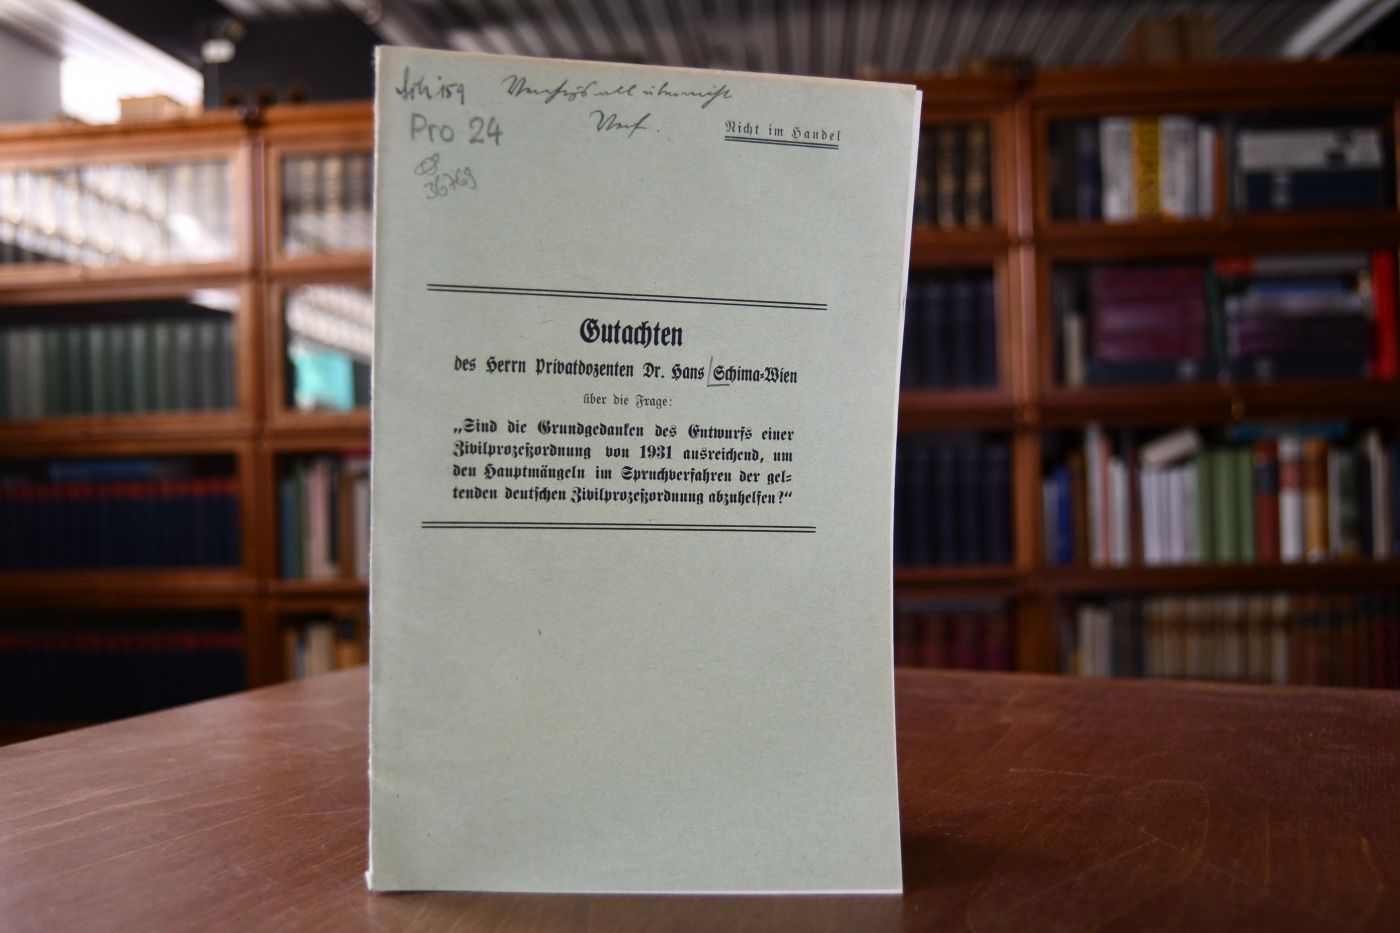 Pro 24
36769
Nicht im Handel
Gutachten
des Herrn Privatdozenten Dr. Hans Schima-Wien
über die Frage:
„Sind die Grundgedanken des Entwurfs einer
Zivilprozeßordnung von 1931 ausreichend, um
den Hauptmängeln im Spruchverfahren der gel-
tenden deutschen Zivilprozeßordnung abzuhelfen?“